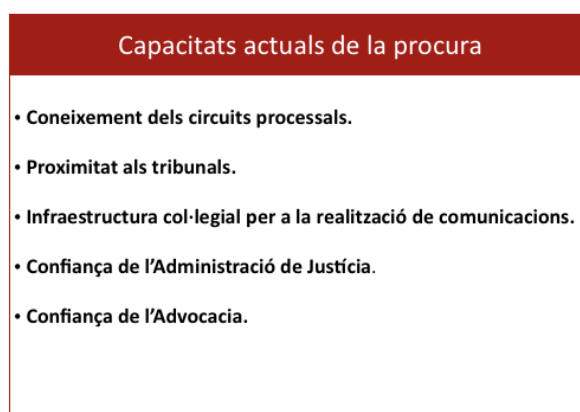 Capacitats actuals de la procura
• Coneixement dels circuits processals.
• Proximitat als tribunals.
• Infraestructura col·legial per a la realització de comunicacions.
• Confiança de l’Administració de Justícia.
• Confiança de l’Advocacia.